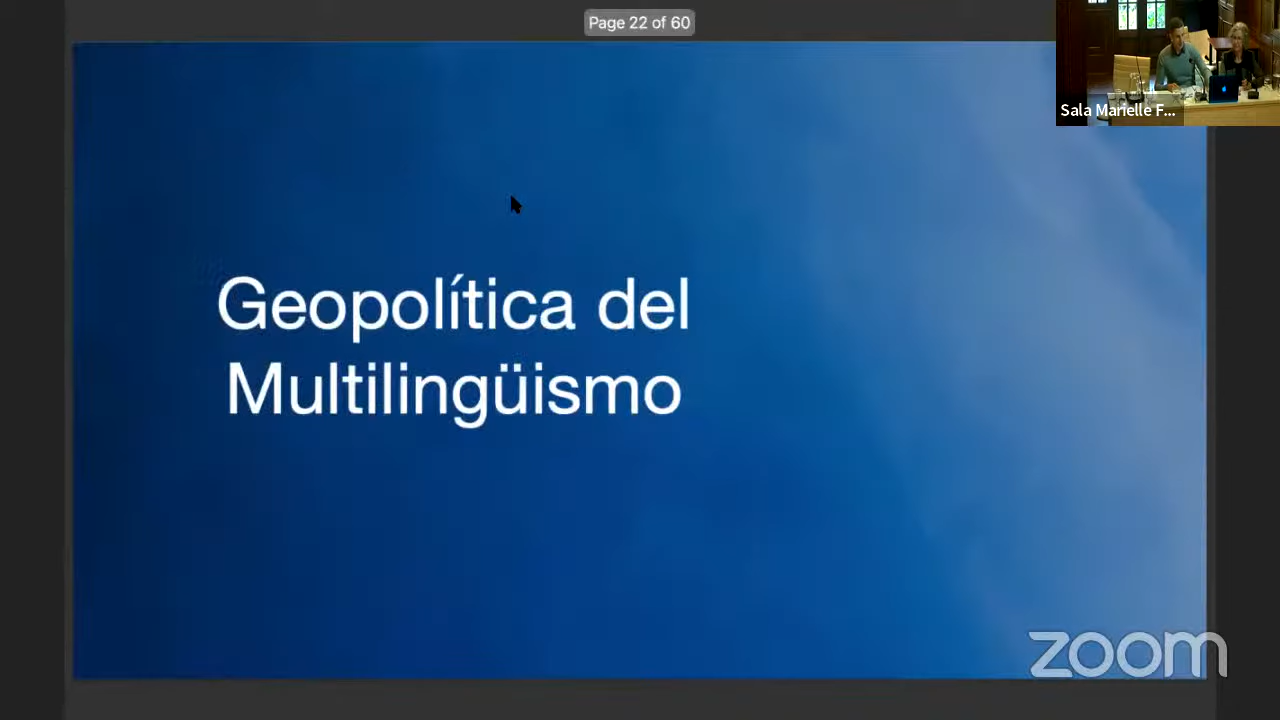 Page 22 of 60
Sala Marielle F...
Geopolítica del
Multilingüismo
zoom